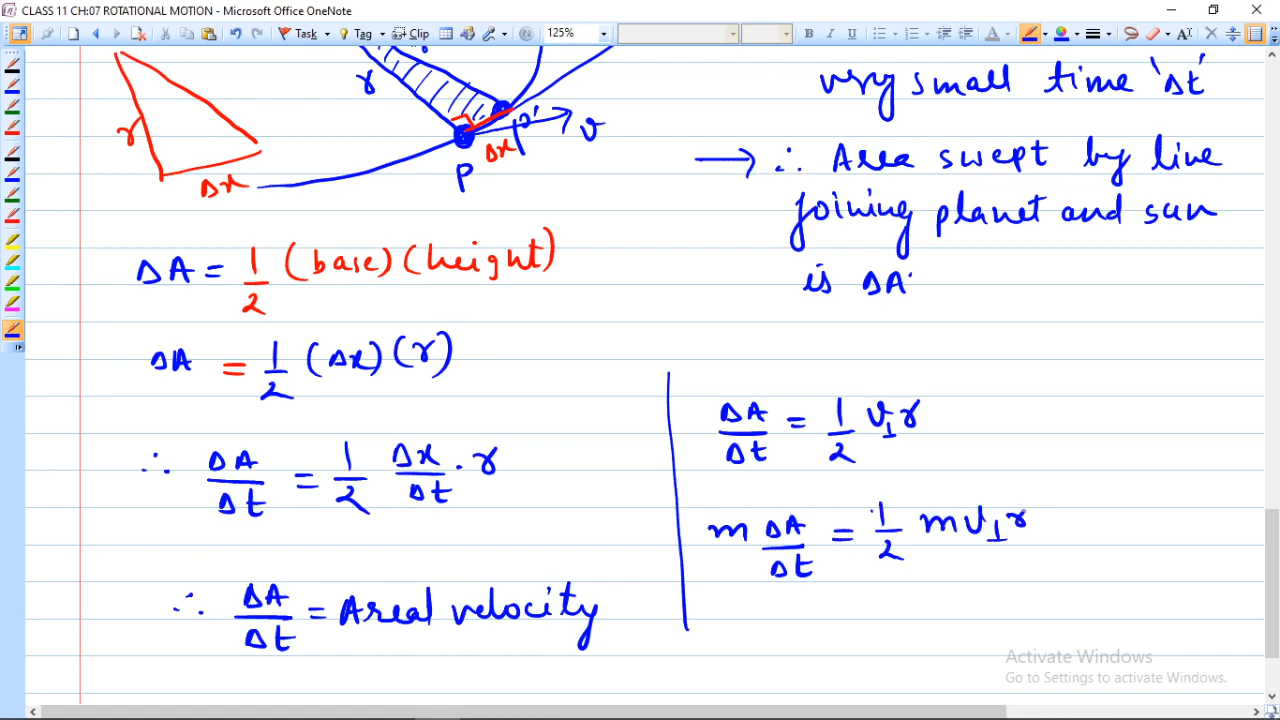 CLASS 11 CH:07 ROTATIONAL MOTION - Microsoft Office OneNote
Task
Tag
Clip
125%
B I U
r
Δx
r
P
P'
Δx
v
very small time 'Δt'
→ ∴ Area swept by line
joining planet and sun
is ΔA'
ΔA = 1/2 (base) (height)
ΔA = 1/2 (Δx) (r)
∴ ΔA/Δt = 1/2 Δx/Δt · r
∴ ΔA/Δt = Areal velocity
ΔA/Δt = 1/2 v⊥r
m ΔA/Δt = 1/2 m v⊥r
Activate Windows
Go to Settings to activate Windows.